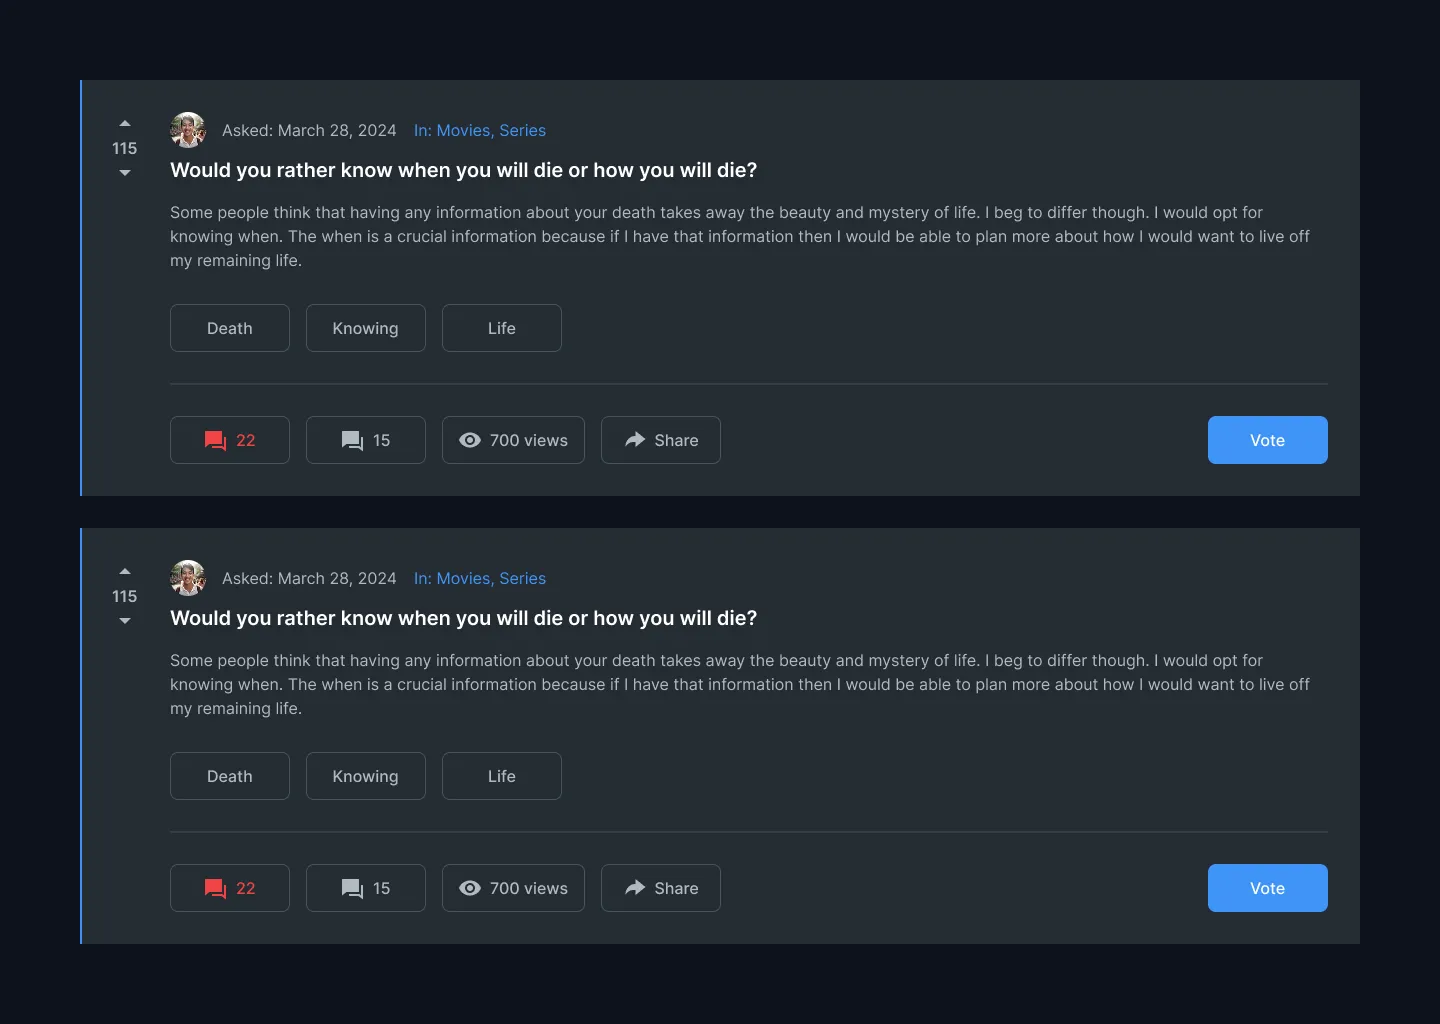 Asked: March 28, 2024 In: Movies, Series
115
Would you rather know when you will die or how you will die?
Some people think that having any information about your death takes away the beauty and mystery of life. I beg to differ though. I would opt for
knowing when. The when is a crucial information because if I have that information then I would be able to plan more about how I would want to live off
my remaining life.
Death Knowing Life
22 15 700 views Share Vote
Asked: March 28, 2024 In: Movies, Series
115
Would you rather know when you will die or how you will die?
Some people think that having any information about your death takes away the beauty and mystery of life. I beg to differ though. I would opt for
knowing when. The when is a crucial information because if I have that information then I would be able to plan more about how I would want to live off
my remaining life.
Death Knowing Life
22 15 700 views Share Vote